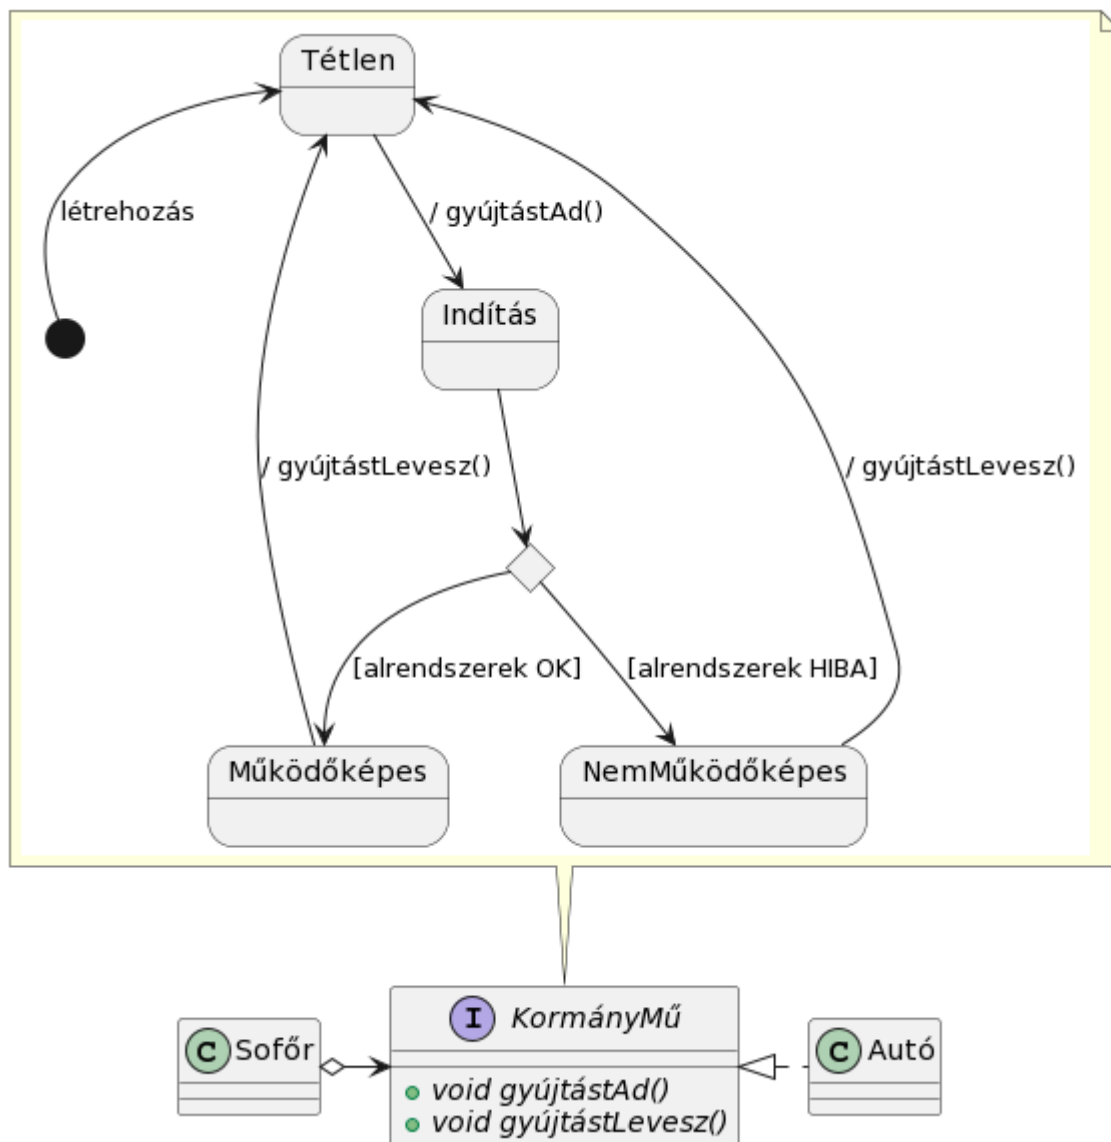 Tétlen
létrehozás
/ gyújtástAd()
Indítás
/ gyújtástLevesz()
/ gyújtástLevesz()
[alrendszerek OK]
[alrendszerek HIBA]
Működőképes
NemMűködőképes
I KormányMű
C Sofőr
C Autó
void gyújtástAd()
void gyújtástLevesz()